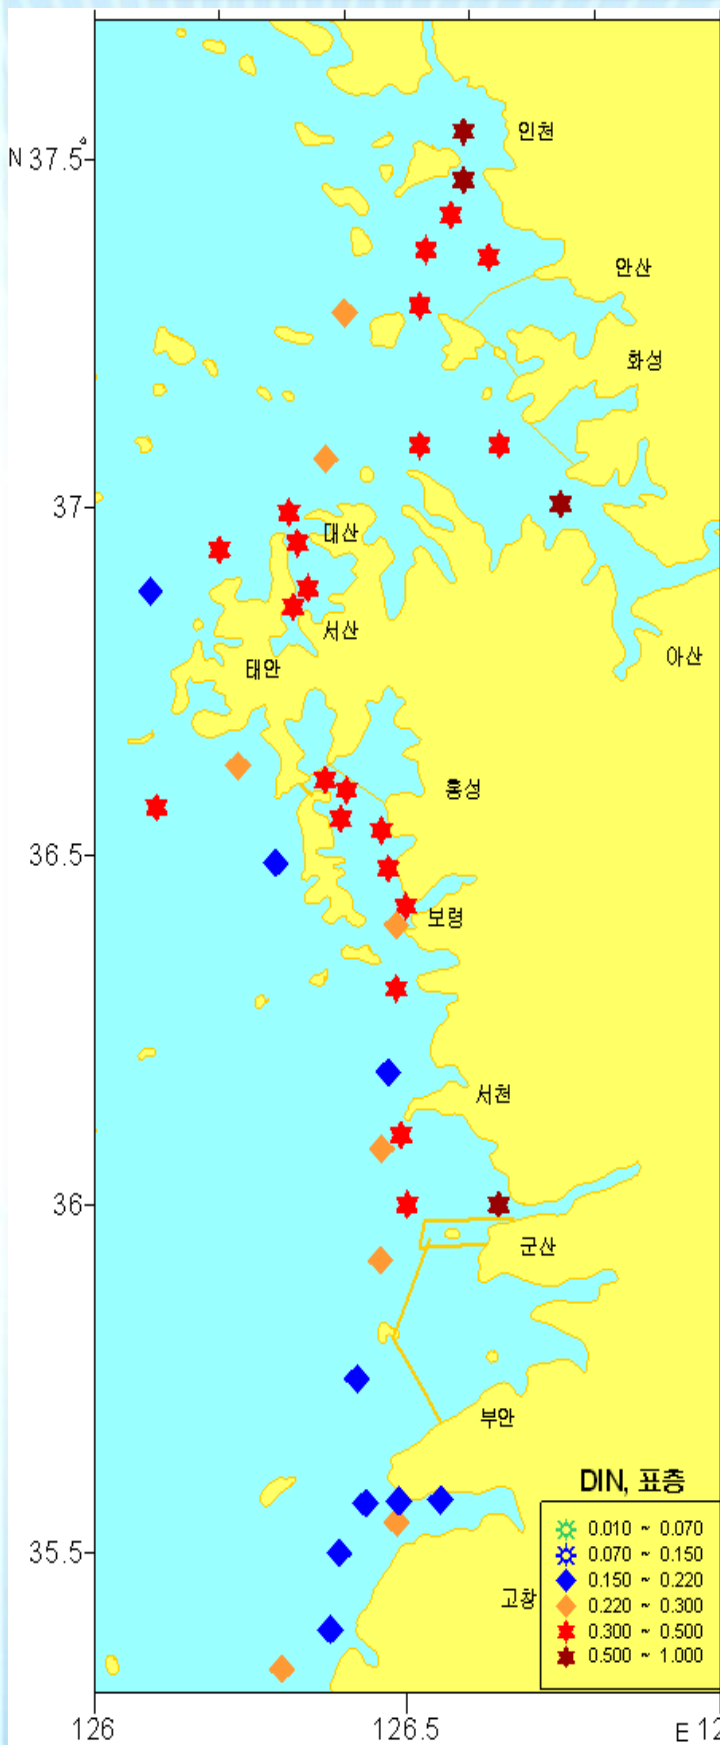 인천
N 37.5°
안산
화성
37
대산
서산
아산
태안
홍성
36.5
보령
서천
36
군산
부안
DIN, 표층
0.010 ~ 0.070
0.070 ~ 0.150
35.5
0.150 ~ 0.220
고창
0.220 ~ 0.300
0.300 ~ 0.500
0.500 ~ 1.000
126
126.5
E 12